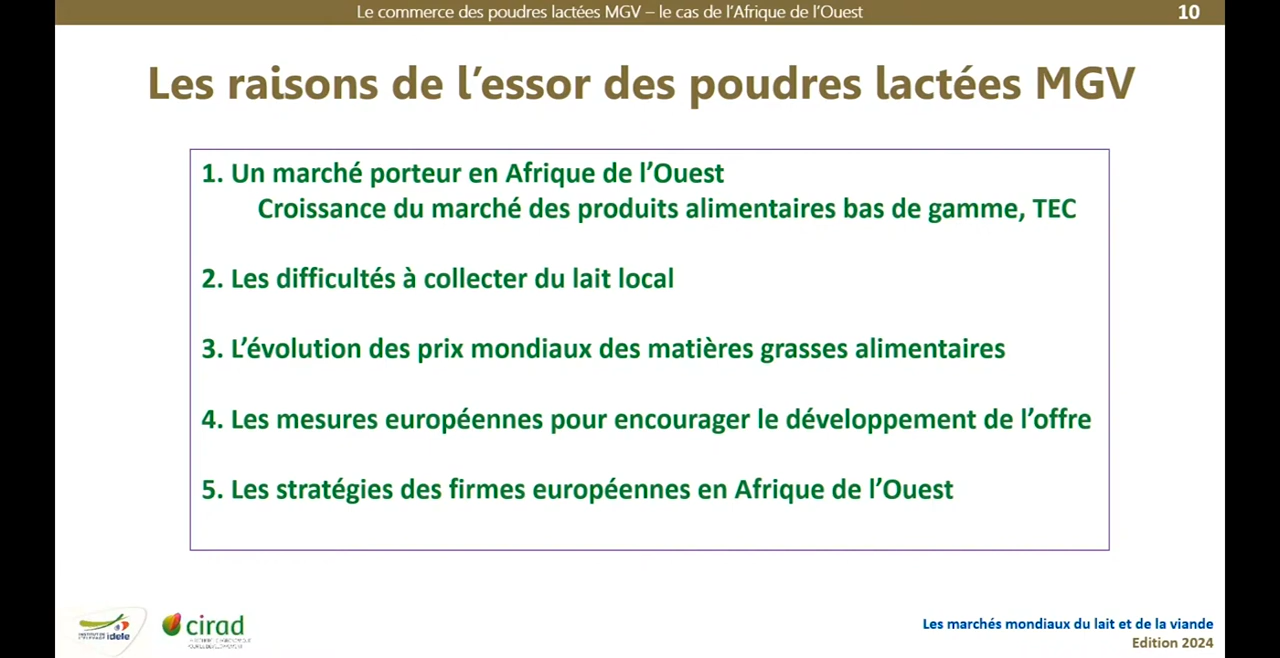 Le commerce des poudres lactées MGV – le cas de l’Afrique de l’Ouest
10
Les raisons de l’essor des poudres lactées MGV
1. Un marché porteur en Afrique de l’Ouest
Croissance du marché des produits alimentaires bas de gamme, TEC
2. Les difficultés à collecter du lait local
3. L’évolution des prix mondiaux des matières grasses alimentaires
4. Les mesures européennes pour encourager le développement de l’offre
5. Les stratégies des firmes européennes en Afrique de l’Ouest
idele
cirad
Les marchés mondiaux du lait et de la viande
Edition 2024